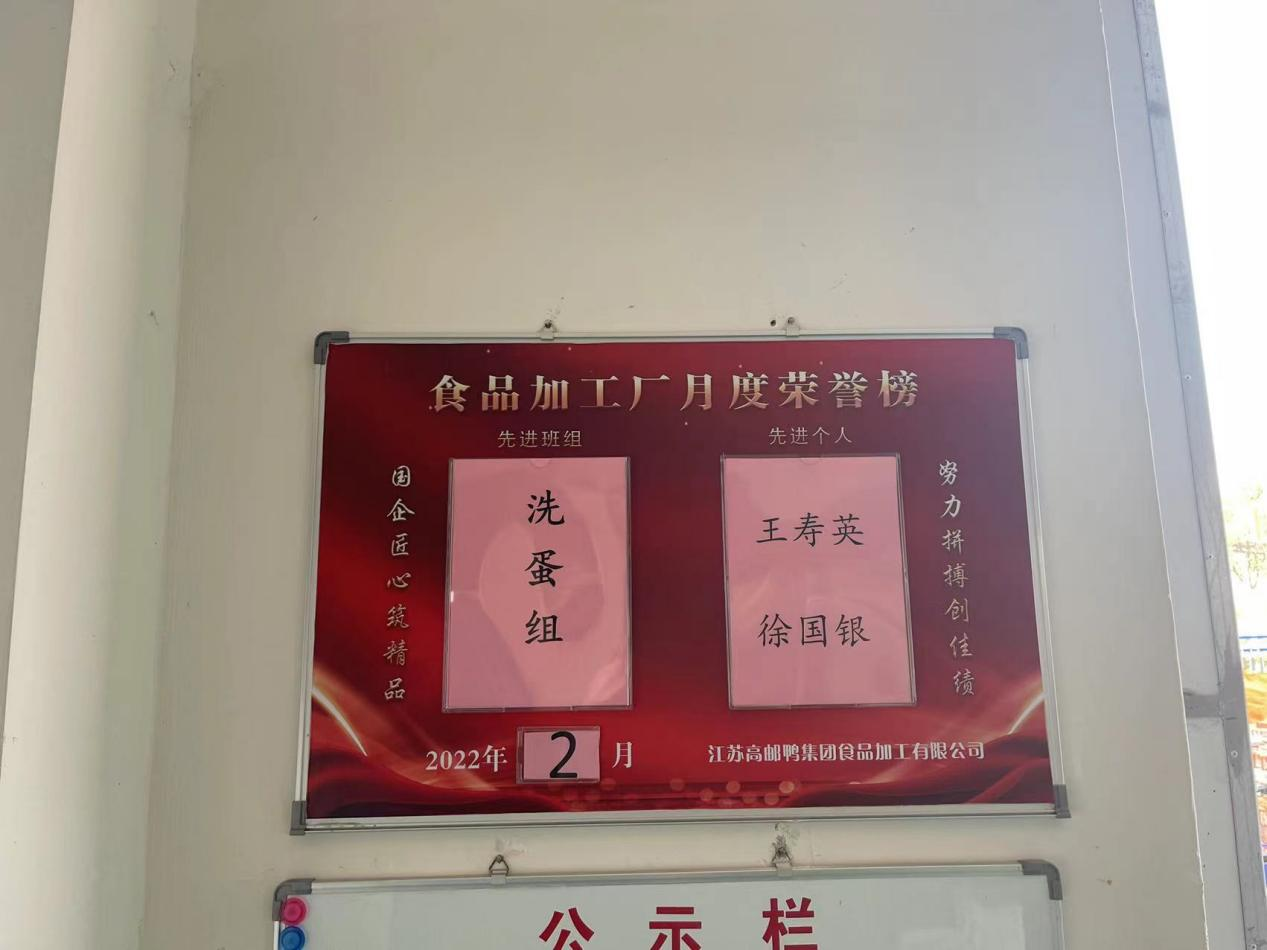 食品加工厂月度荣誉榜
先进班组
先进个人
国企匠心筑精品
洗
蛋
组
王寿英
徐国银
努力拼搏创佳绩
2022年 2 月
江苏高邮鸭集团食品加工有限公司
公示栏